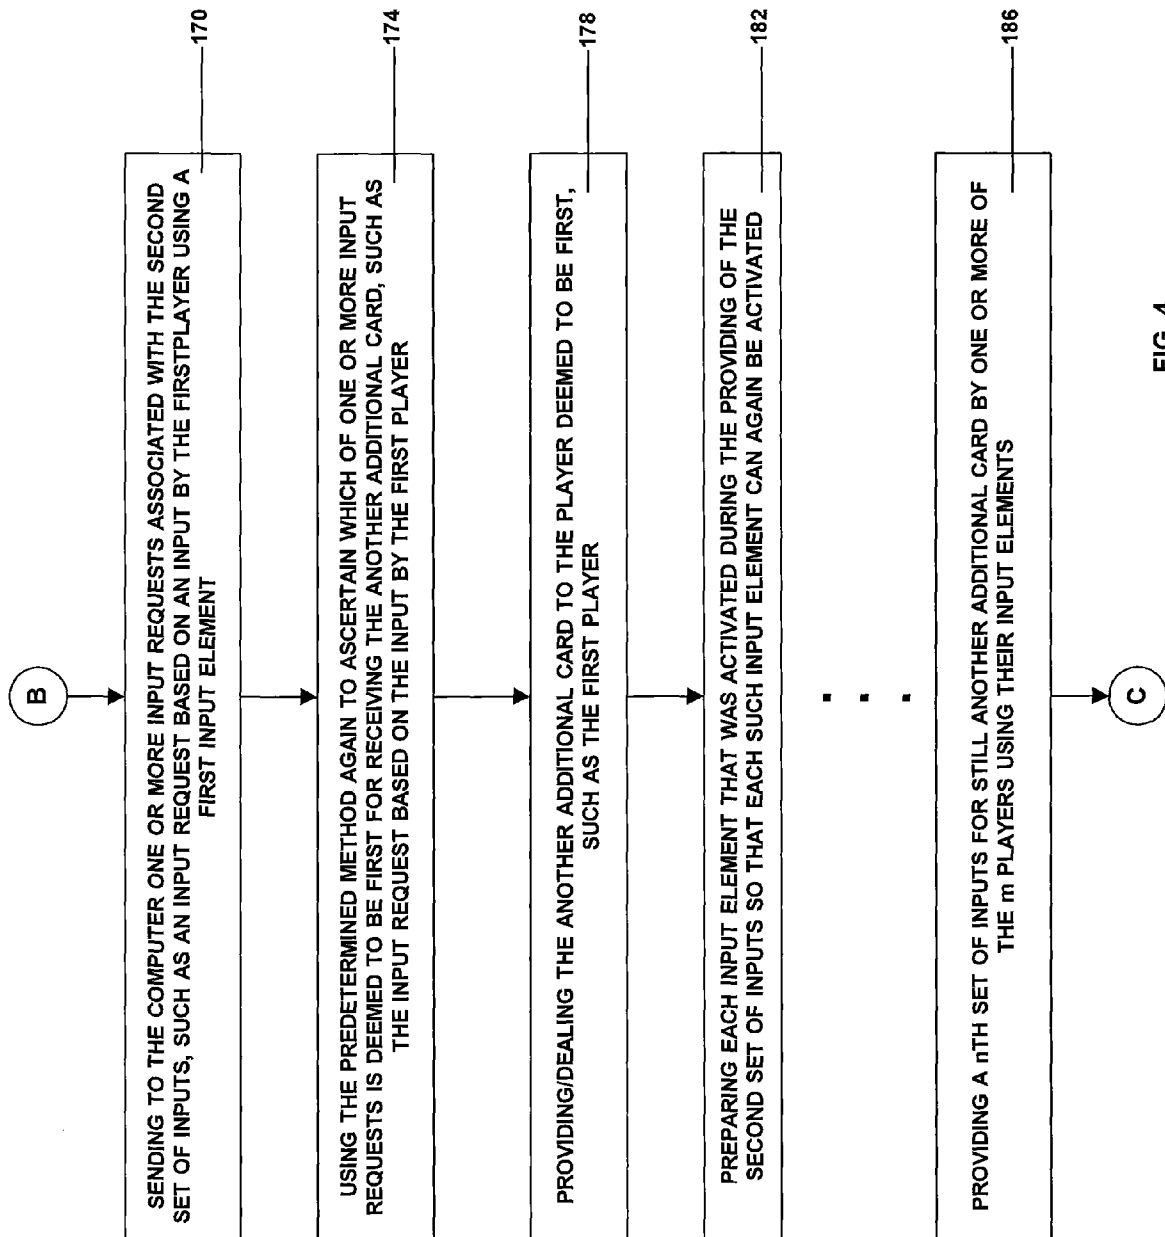 B
SENDING TO THE COMPUTER ONE OR MORE INPUT REQUESTS ASSOCIATED WITH THE SECOND
SET OF INPUTS, SUCH AS AN INPUT REQUEST BASED ON AN INPUT BY THE FIRSTPLAYER USING A
FIRST INPUT ELEMENT
170
USING THE PREDETERMINED METHOD AGAIN TO ASCERTAIN WHICH OF ONE OR MORE INPUT
REQUESTS IS DEEMED TO BE FIRST FOR RECEIVING THE ANOTHER ADDITIONAL CARD, SUCH AS
THE INPUT REQUEST BASED ON THE INPUT BY THE FIRST PLAYER
174
PROVIDING/DEALING THE ANOTHER ADDITIONAL CARD TO THE PLAYER DEEMED TO BE FIRST,
SUCH AS THE FIRST PLAYER
178
PREPARING EACH INPUT ELEMENT THAT WAS ACTIVATED DURING THE PROVIDING OF THE
SECOND SET OF INPUTS SO THAT EACH SUCH INPUT ELEMENT CAN AGAIN BE ACTIVATED
182
. . .
PROVIDING A nTH SET OF INPUTS FOR STILL ANOTHER ADDITIONAL CARD BY ONE OR MORE OF
THE m PLAYERS USING THEIR INPUT ELEMENTS
186
C
FIG. 4